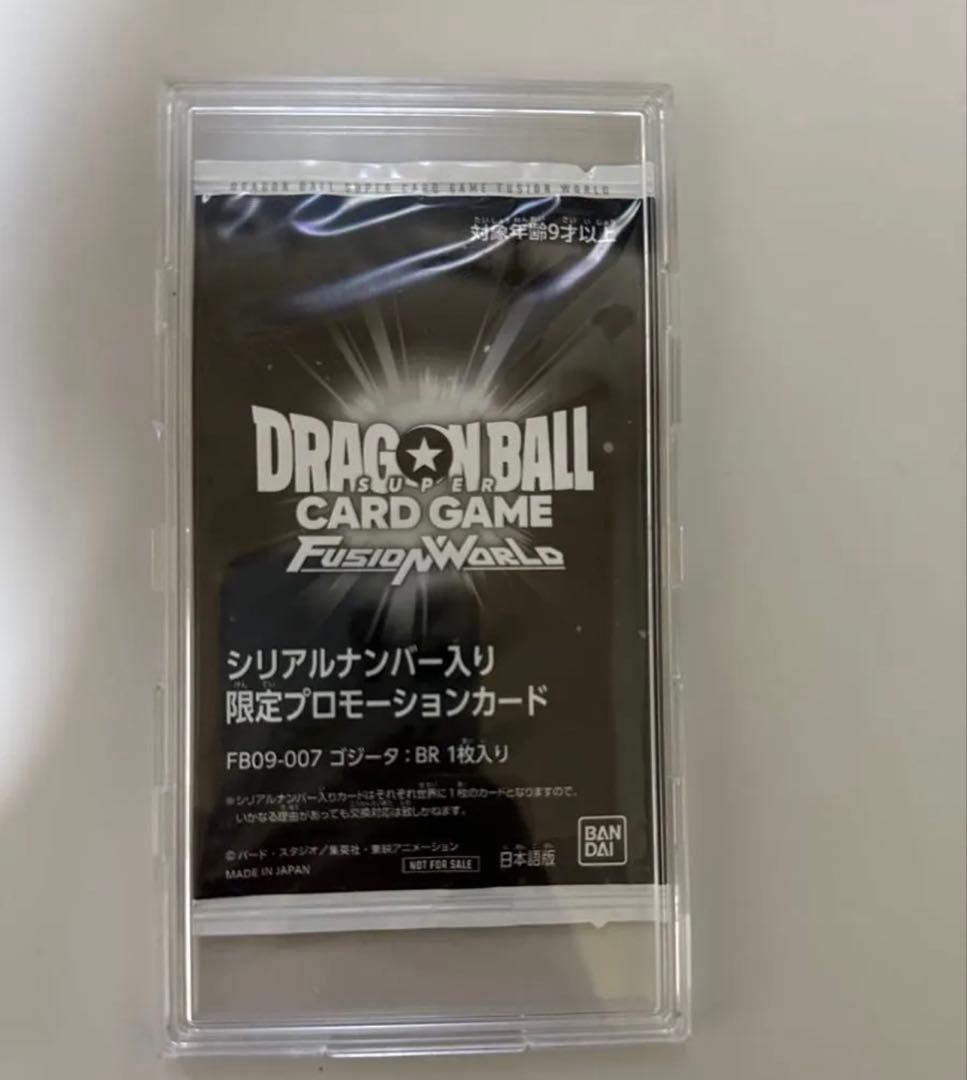 DRAGON BALL SUPER CARD GAME FUSION WORLD
対象年齢9才以上
DRAGON BALL
SUPER
CARD GAME
FUSION WORLD
シリアルナンバー入り
限定プロモーションカード
FB09-007 ゴジータ：BR 1枚入り
※シリアルナンバー入りカードはそれぞれ世界に1枚のカードとなりますので、
いかなる理由があっても交換対応は致しかねます。
©バード・スタジオ／集英社・東映アニメーション
MADE IN JAPAN
NOT FOR SALE
日本語版
BAN
DAI